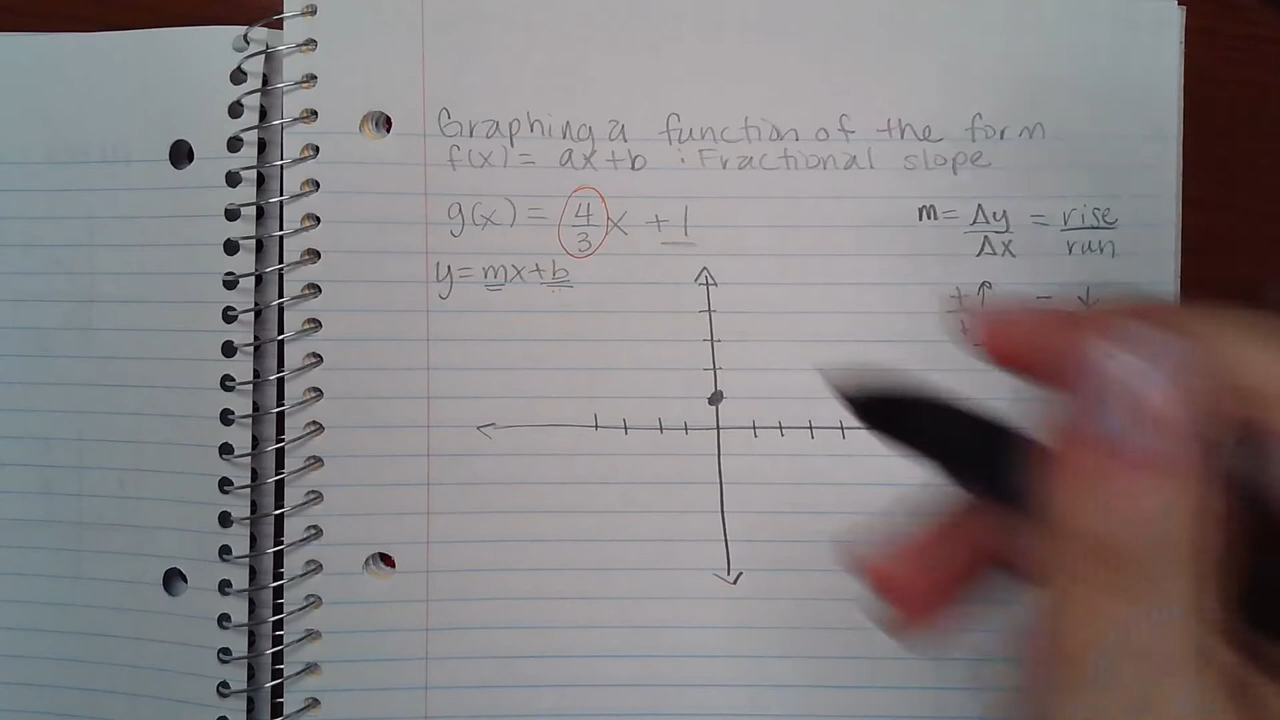 Graphing a function of the form
f(x) = ax+b : Fractional slope
g(x) = 4/3 x + 1
y = mx+b
m = Δy/Δx = rise/run
+↑ - ↓
+